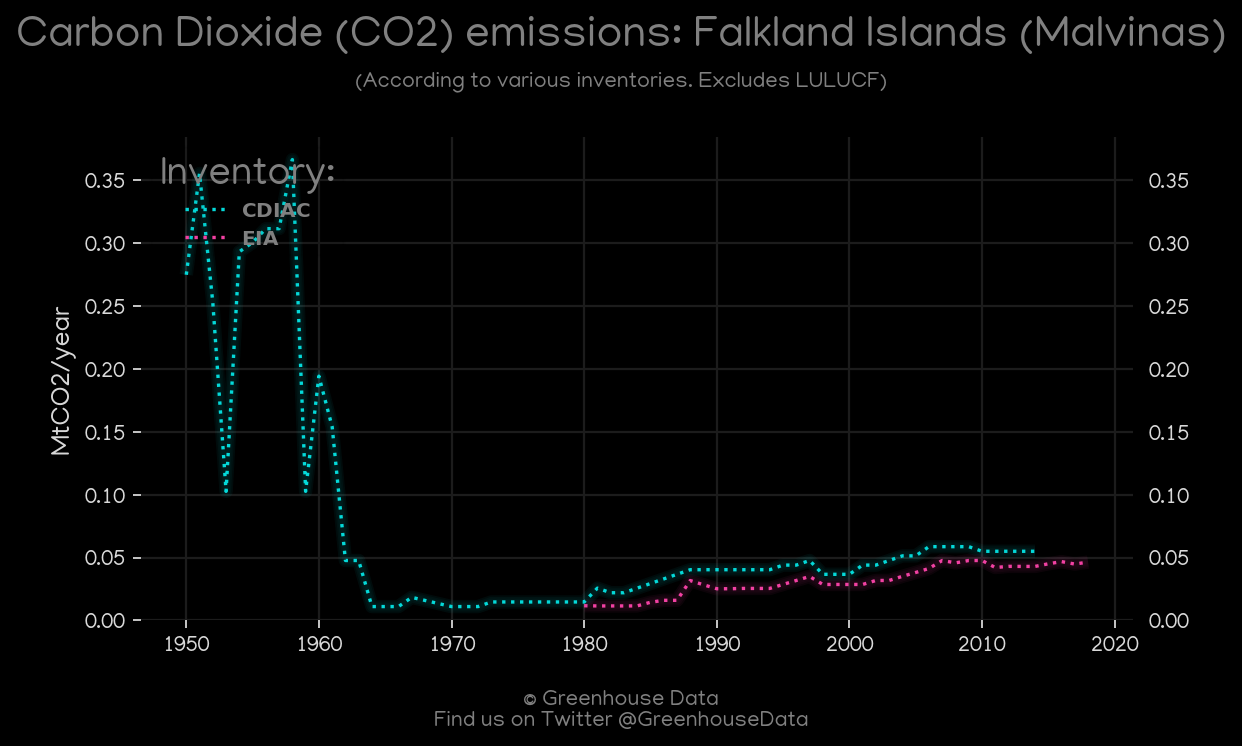 Carbon Dioxide (CO2) emissions: Falkland Islands (Malvinas)
(According to various inventories. Excludes LULUCF)
Inventory:
CDIAC
EIA
MtCO2/year
0.35 0.35
0.30 0.30
0.25 0.25
0.20 0.20
0.15 0.15
0.10 0.10
0.05 0.05
0.00 0.00
1950 1960 1970 1980 1990 2000 2010 2020
© Greenhouse Data
Find us on Twitter @GreenhouseData